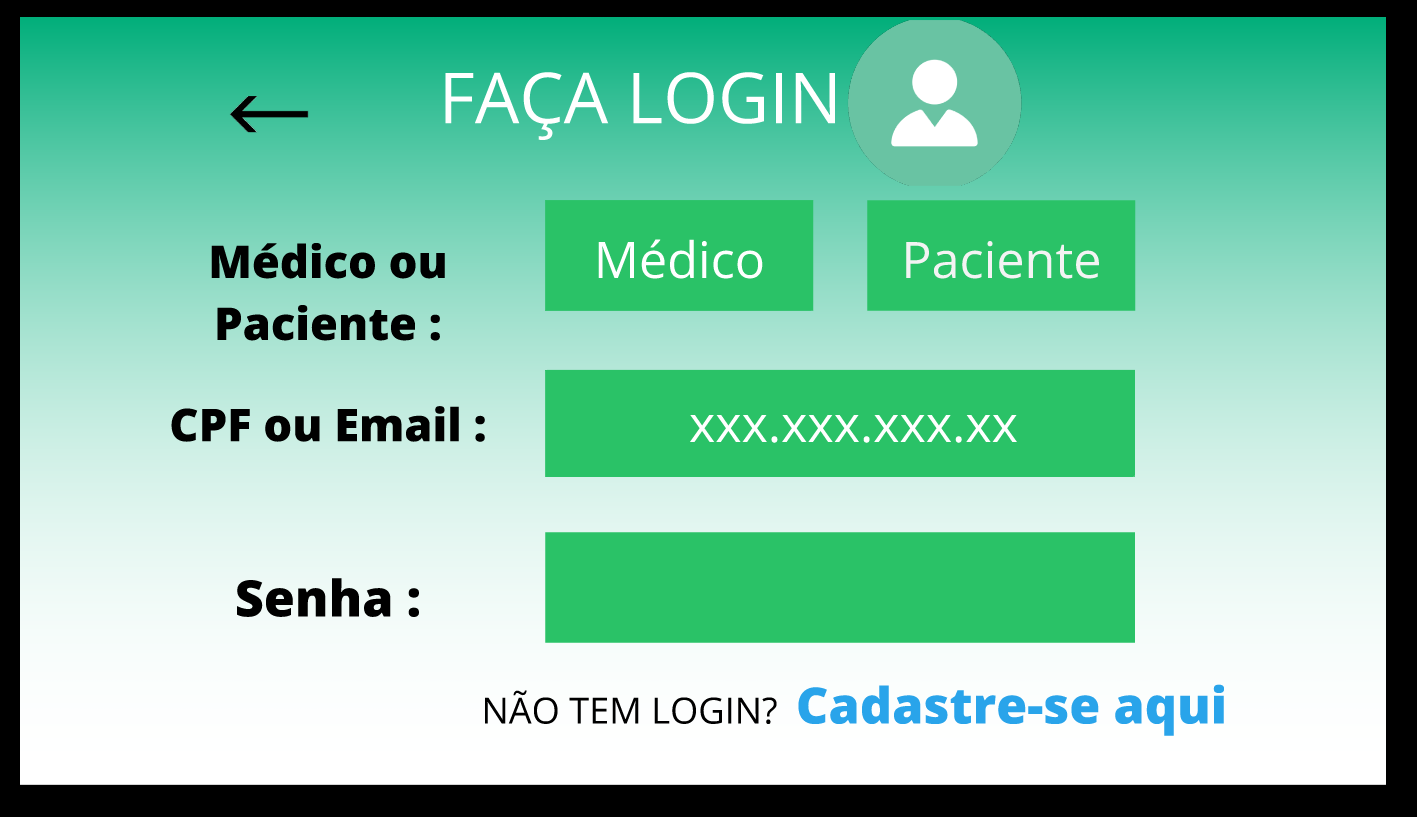 FAÇA LOGIN
Médico ou
Paciente :
Médico
Paciente
CPF ou Email :
xxx.xxx.xxx.xx
Senha :
NÃO TEM LOGIN? Cadastre-se aqui